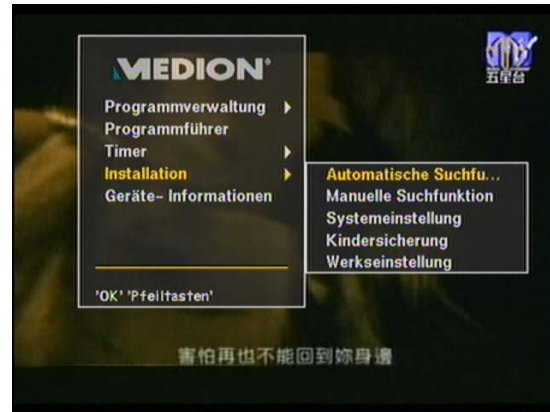 MEDION®
Programmverwaltung
Programmführer
Timer
Installation
Geräte- Informationen
'OK' 'Pfeiltasten'
Automatische Suchfu...
Manuelle Suchfunktion
Systemeinstellung
Kindersicherung
Werkseinstellung
五星台
害怕再也不能回到妳身邊